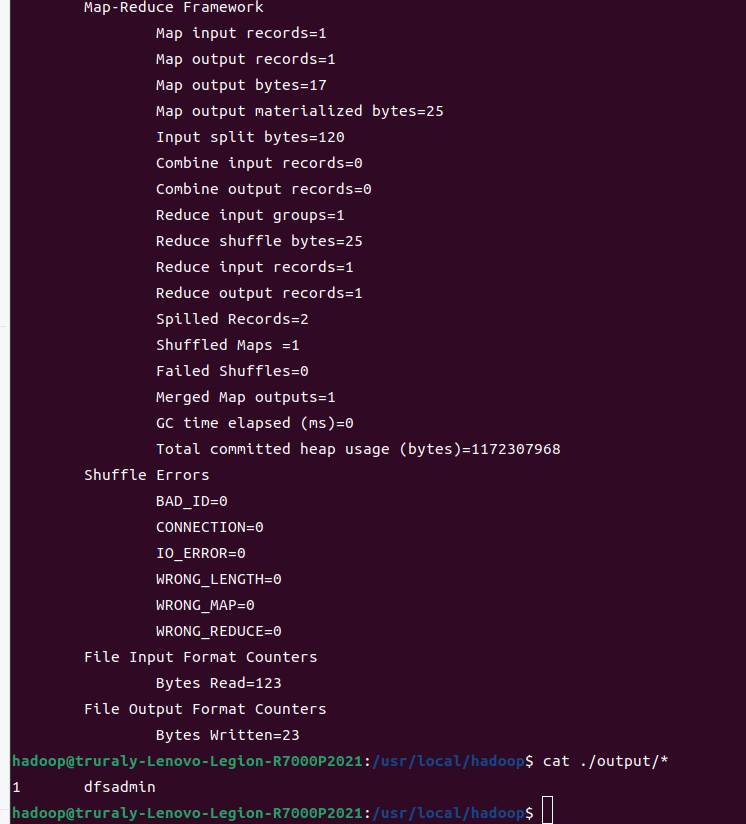 Map-Reduce Framework
Map input records=1
Map output records=1
Map output bytes=17
Map output materialized bytes=25
Input split bytes=120
Combine input records=0
Combine output records=0
Reduce input groups=1
Reduce shuffle bytes=25
Reduce input records=1
Reduce output records=1
Spilled Records=2
Shuffled Maps =1
Failed Shuffles=0
Merged Map outputs=1
GC time elapsed (ms)=0
Total committed heap usage (bytes)=1172307968
Shuffle Errors
BAD_ID=0
CONNECTION=0
IO_ERROR=0
WRONG_LENGTH=0
WRONG_MAP=0
WRONG_REDUCE=0
File Input Format Counters
Bytes Read=123
File Output Format Counters
Bytes Written=23
hadoop@truraly-Lenovo-Legion-R7000P2021:/usr/local/hadoop$ cat ./output/*
1 dfsadmin
hadoop@truraly-Lenovo-Legion-R7000P2021:/usr/local/hadoop$